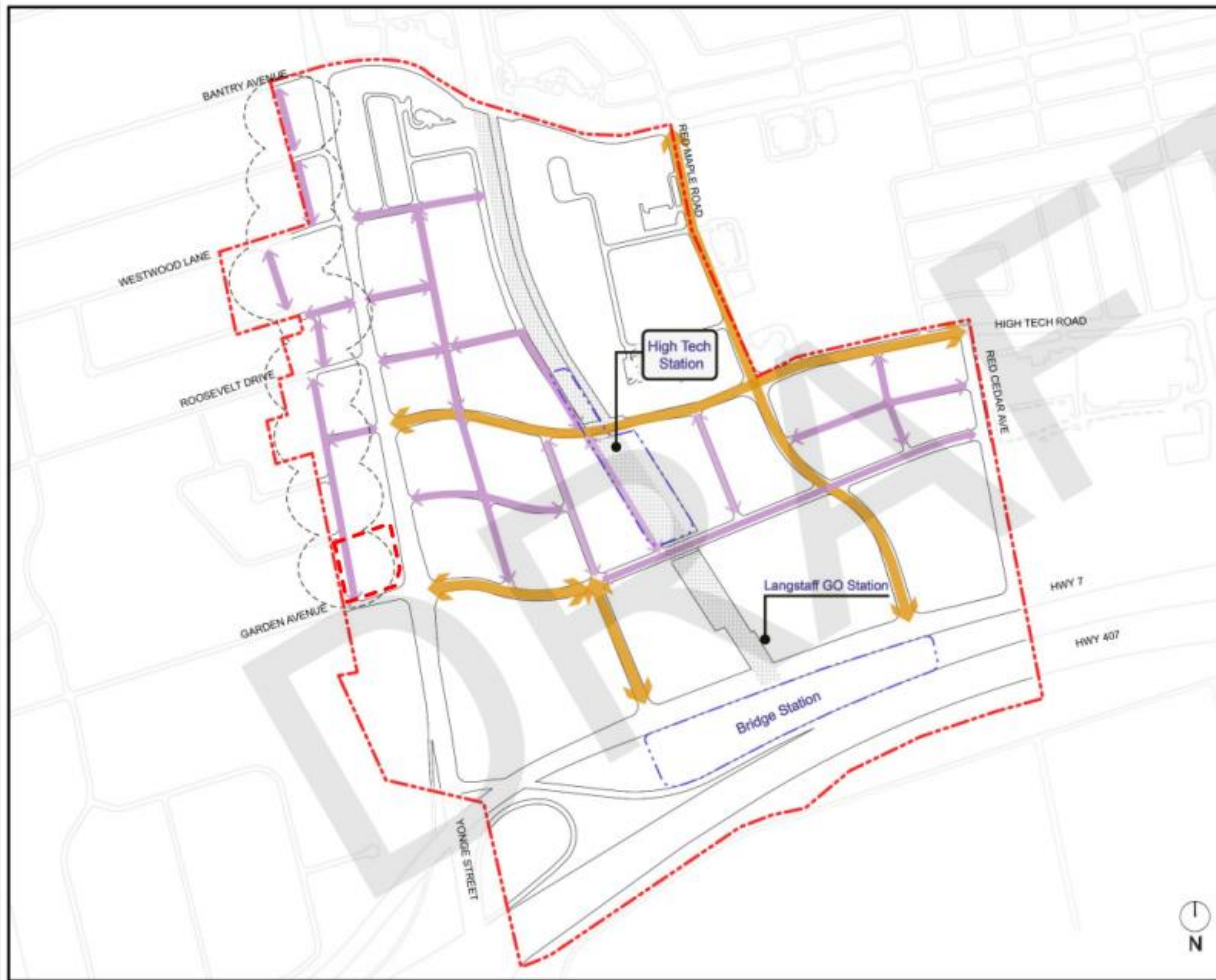 BANTRY AVENUE
RED MAPLE ROAD
WESTWOOD LANE
HIGH TECH ROAD
High Tech
Station
ROOSEVELT DRIVE
RED CEDAR AVE
Langstaff GO Station
HWY 7
GARDEN AVENUE
HWY 407
Bridge Station
YONGE STREET
DRAFT
N